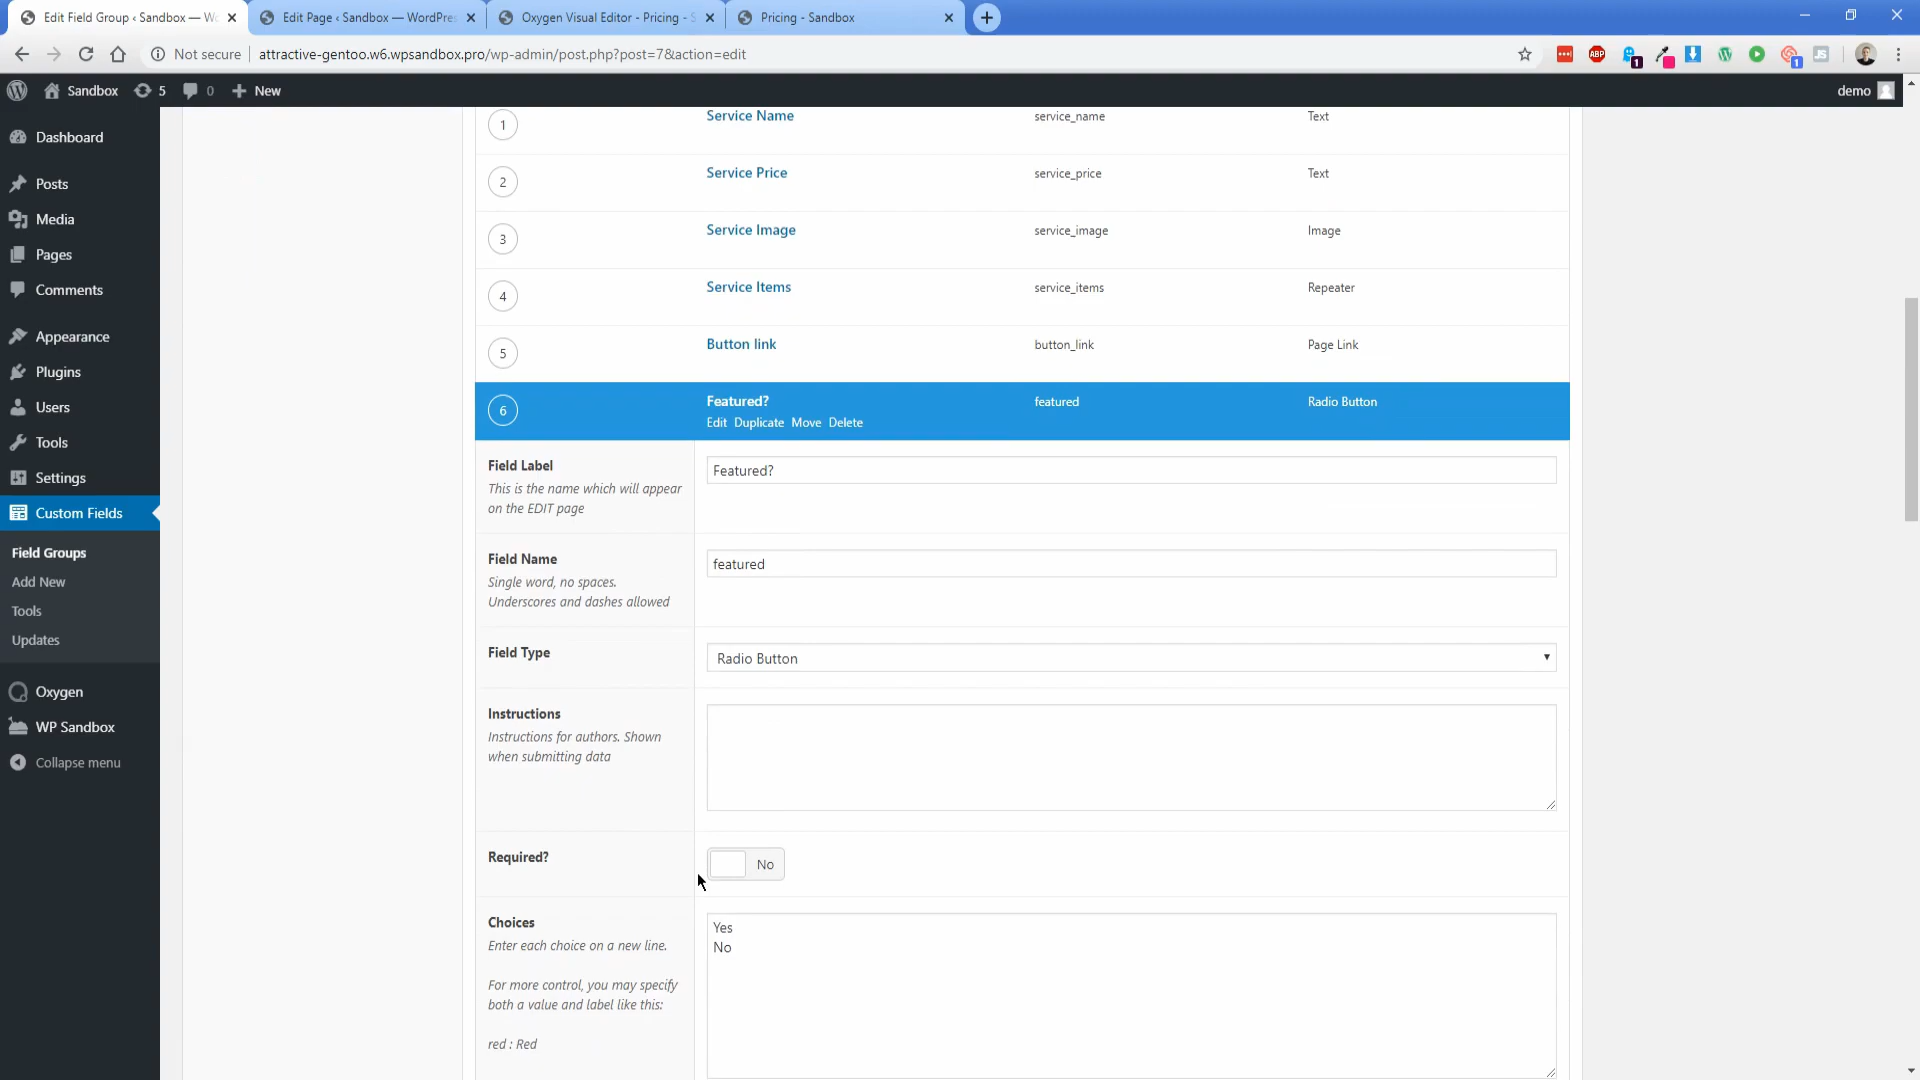 Edit Field Group ‹ Sandbox — Wo
Edit Page ‹ Sandbox — WordPres
Oxygen Visual Editor - Pricing - S
Pricing - Sandbox
Not secure
attractive-gentoo.w6.wpsandbox.pro/wp-admin/post.php?post=7&action=edit
ABP
1
1
JS
Sandbox
5
0
New
demo
Dashboard
Posts
Media
Pages
Comments
Appearance
Plugins
Users
Tools
Settings
Custom Fields
Field Groups
Add New
Tools
Updates
Oxygen
WP Sandbox
Collapse menu
1 Service Name service_name Text
2 Service Price service_price Text
3 Service Image service_image Image
4 Service Items service_items Repeater
5 Button link button_link Page Link
6 Featured? featured Radio Button
Edit Duplicate Move Delete
Field Label
This is the name which will appear
on the EDIT page
Featured?
Field Name
Single word, no spaces.
Underscores and dashes allowed
featured
Field Type
Radio Button
Instructions
Instructions for authors. Shown
when submitting data
Required?
No
Choices
Enter each choice on a new line.
For more control, you may specify
both a value and label like this:
red : Red
Yes
No